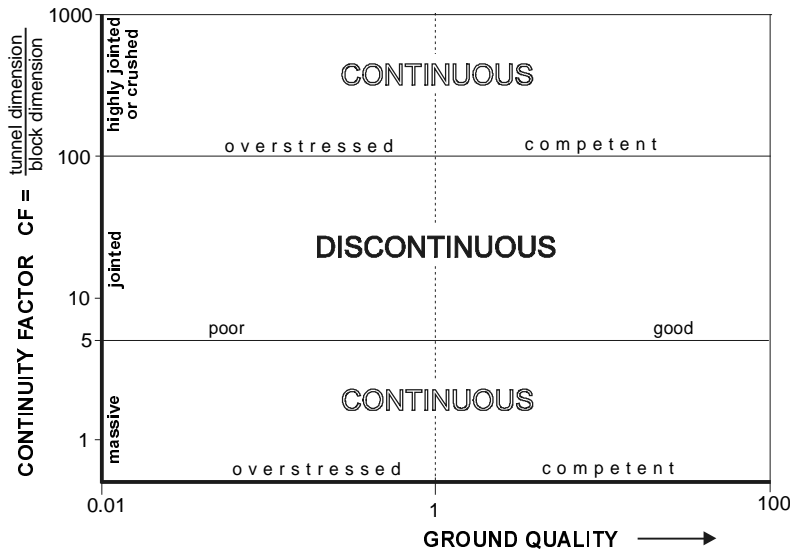 1000
100
10
5
1
CONTINUITY FACTOR CF = tunnel dimension
block dimension
highly jointed
or crushed
CONTINUOUS
overstressed competent
jointed
DISCONTINUOUS
poor good
massive
CONTINUOUS
overstressed competent
0.01 1 100
GROUND QUALITY